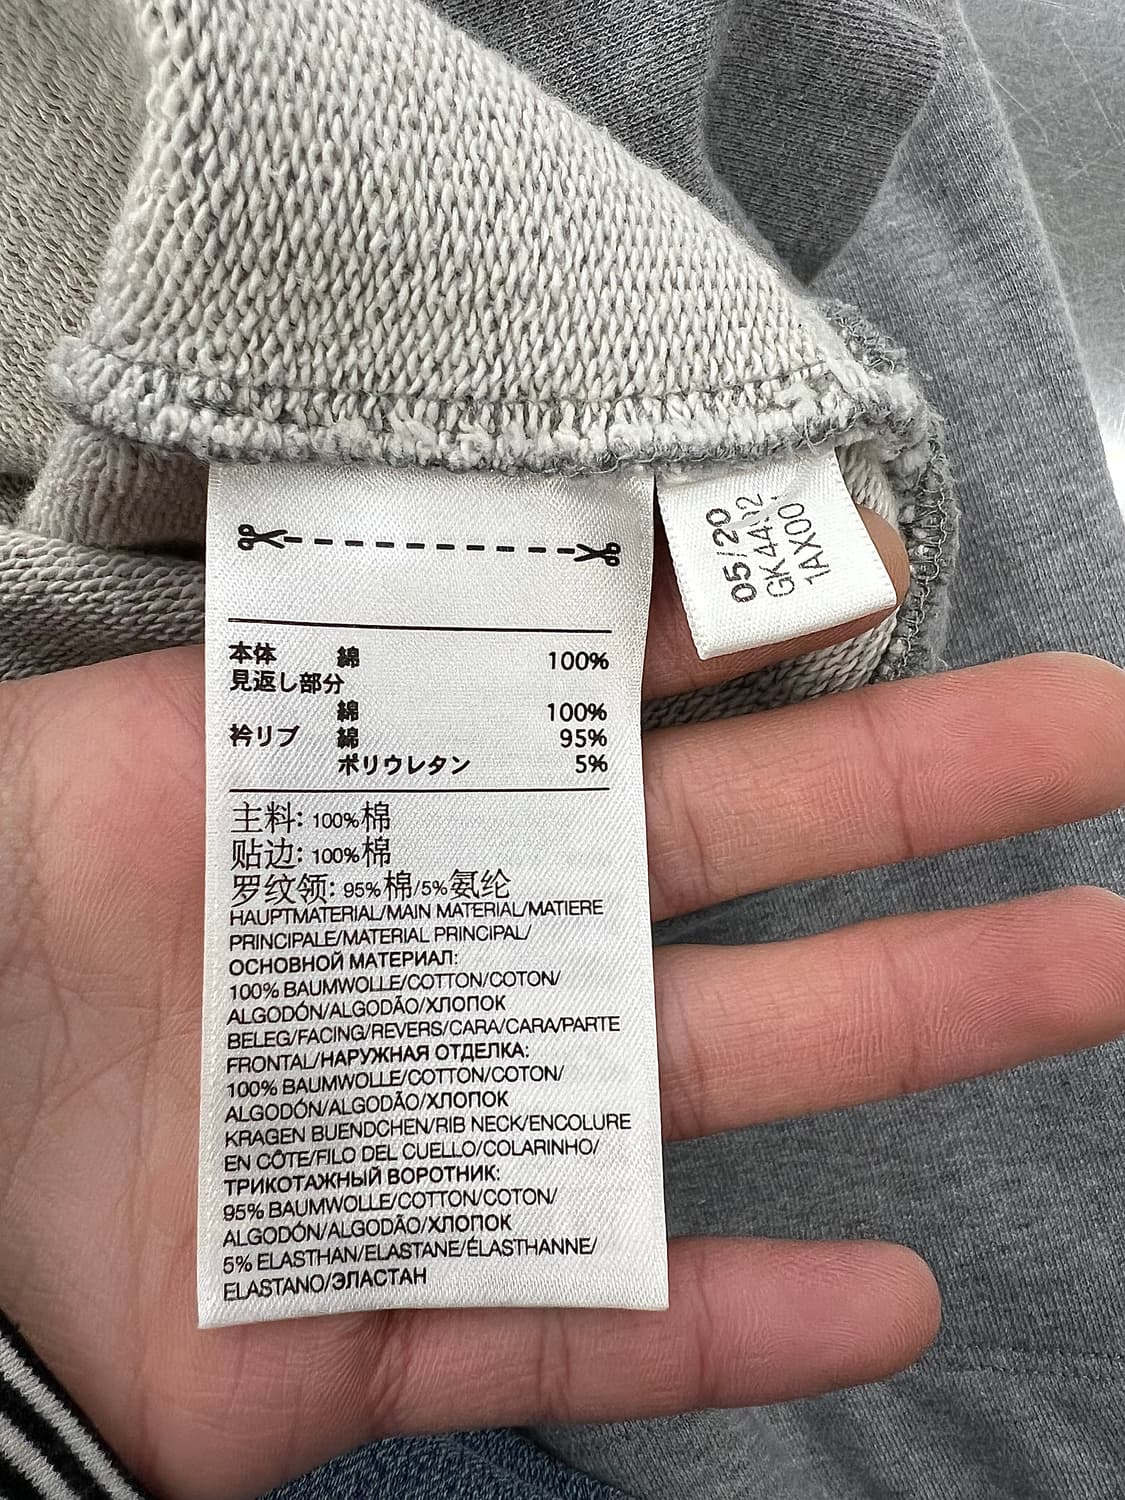 本体 綿 100%
見返し部分
綿 100%
衿リブ 綿 95%
ポリウレタン 5%
主料: 100%棉
贴边: 100%棉
罗纹领: 95%棉/5%氨纶
HAUPTMATERIAL/MAIN MATERIAL/MATIERE
PRINCIPALE/MATERIAL PRINCIPAL/
ОСНОВНОЙ МАТЕРИАЛ:
100% BAUMWOLLE/COTTON/COTON/
ALGODÓN/ALGODÃO/ХЛОПОК
BELEG/FACING/REVERS/CARA/CARA/PARTE
FRONTAL/НАРУЖНАЯ ОТДЕЛКА:
100% BAUMWOLLE/COTTON/COTON/
ALGODÓN/ALGODÃO/ХЛОПОК
KRAGEN BUENDCHEN/RIB NECK/ENCOLURE
EN CÔTE/FILO DEL CUELLO/COLARINHO/
ТРИКОТАЖНЫЙ ВОРОТНИК:
95% BAUMWOLLE/COTTON/COTON/
ALGODÓN/ALGODÃO/ХЛОПОК
5% ELASTHAN/ELASTANE/ÉLASTHANNE/
ELASTANO/ЭЛАСТАН
05/20